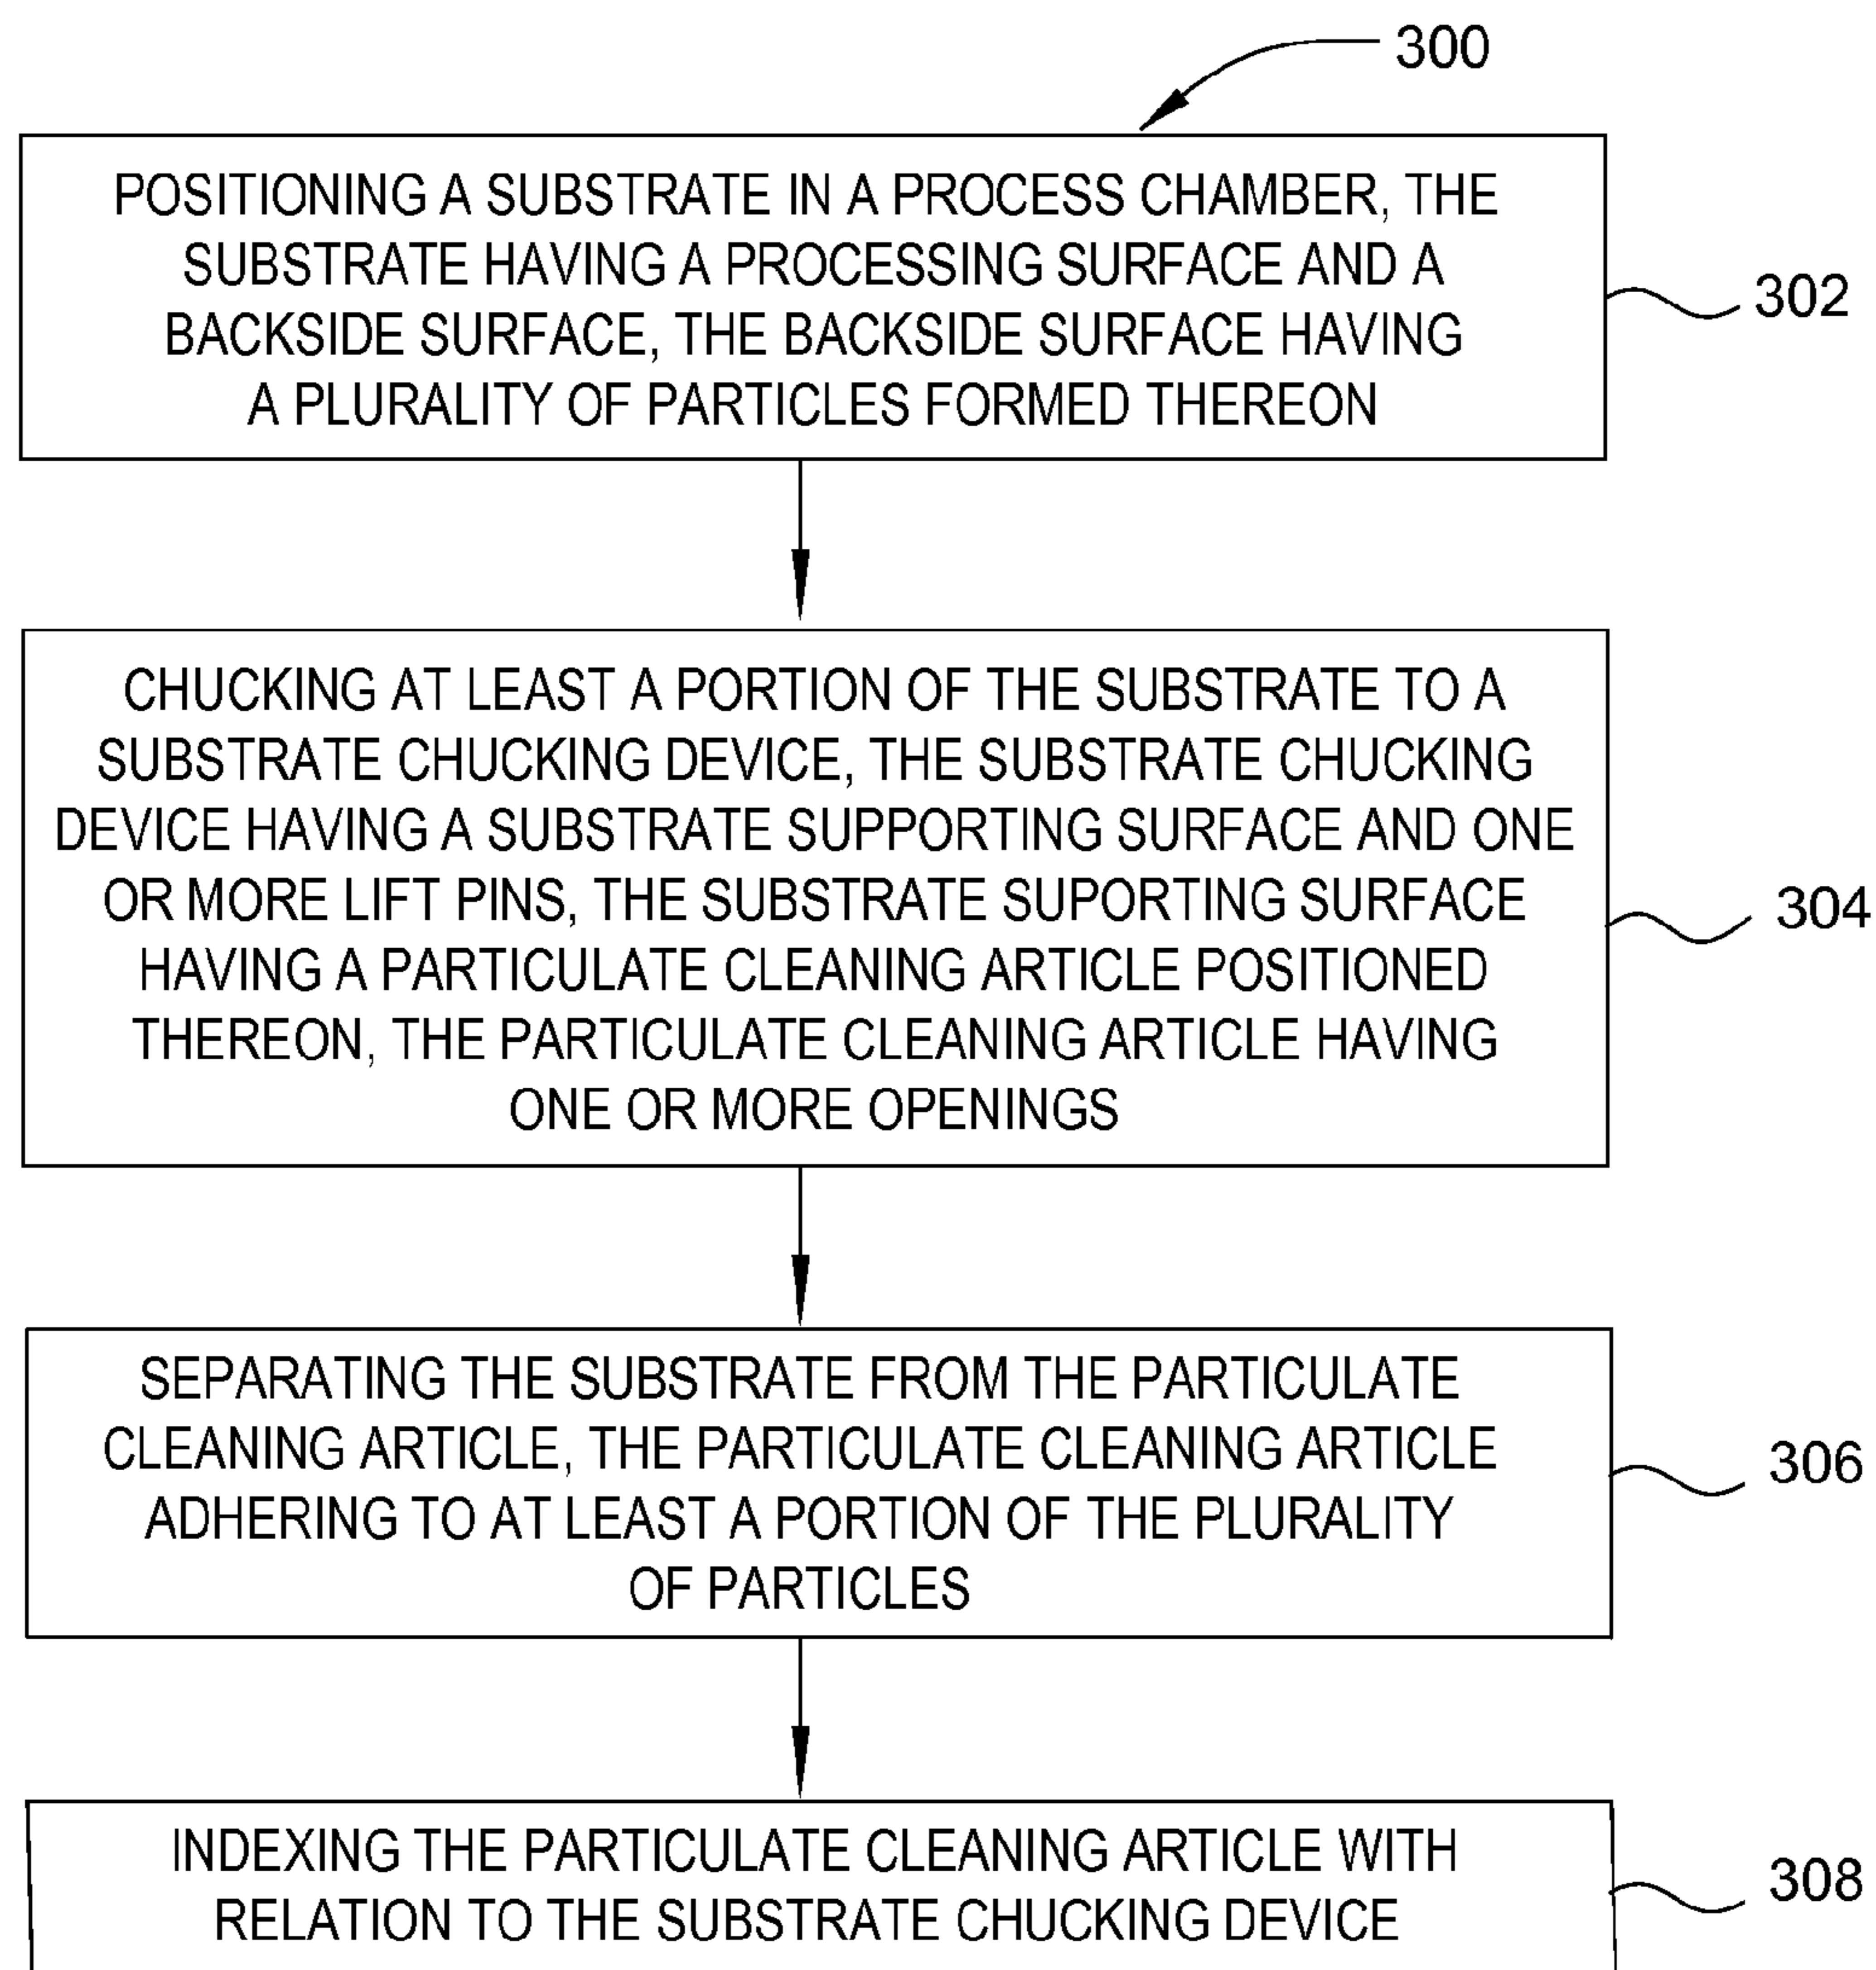 300
POSITIONING A SUBSTRATE IN A PROCESS CHAMBER, THE
SUBSTRATE HAVING A PROCESSING SURFACE AND A
BACKSIDE SURFACE, THE BACKSIDE SURFACE HAVING
A PLURALITY OF PARTICLES FORMED THEREON
302
CHUCKING AT LEAST A PORTION OF THE SUBSTRATE TO A
SUBSTRATE CHUCKING DEVICE, THE SUBSTRATE CHUCKING
DEVICE HAVING A SUBSTRATE SUPPORTING SURFACE AND ONE
OR MORE LIFT PINS, THE SUBSTRATE SUPORTING SURFACE
HAVING A PARTICULATE CLEANING ARTICLE POSITIONED
THEREON, THE PARTICULATE CLEANING ARTICLE HAVING
ONE OR MORE OPENINGS
304
SEPARATING THE SUBSTRATE FROM THE PARTICULATE
CLEANING ARTICLE, THE PARTICULATE CLEANING ARTICLE
ADHERING TO AT LEAST A PORTION OF THE PLURALITY
OF PARTICLES
306
INDEXING THE PARTICULATE CLEANING ARTICLE WITH
RELATION TO THE SUBSTRATE CHUCKING DEVICE
308